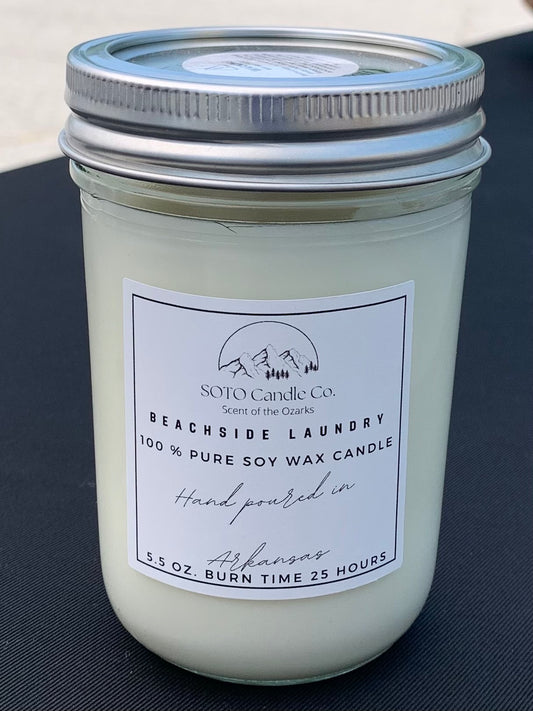 SOTO Candle Co.
Scent of the Ozarks
BEACHSIDE LAUNDRY
100 % PURE SOY WAX CANDLE
Hand poured in
Arkansas
5.5 OZ. BURN TIME 25 HOURS